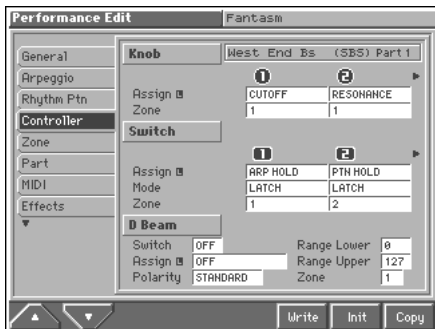 Performance Edit Fantasm
General
Arpeggio
Rhythm Ptn
Controller
Zone
Part
MIDI
Effects
Knob West End Bs (SBS) Part 1
1 2
Assign CUTOFF RESONANCE
Zone 1 1
Switch
1 2
Assign ARP HOLD PTN HOLD
Mode LATCH LATCH
Zone 1 2
D Beam
Switch OFF Range Lower 0
Assign OFF Range Upper 127
Polarity STANDARD Zone 1
Write Init Copy